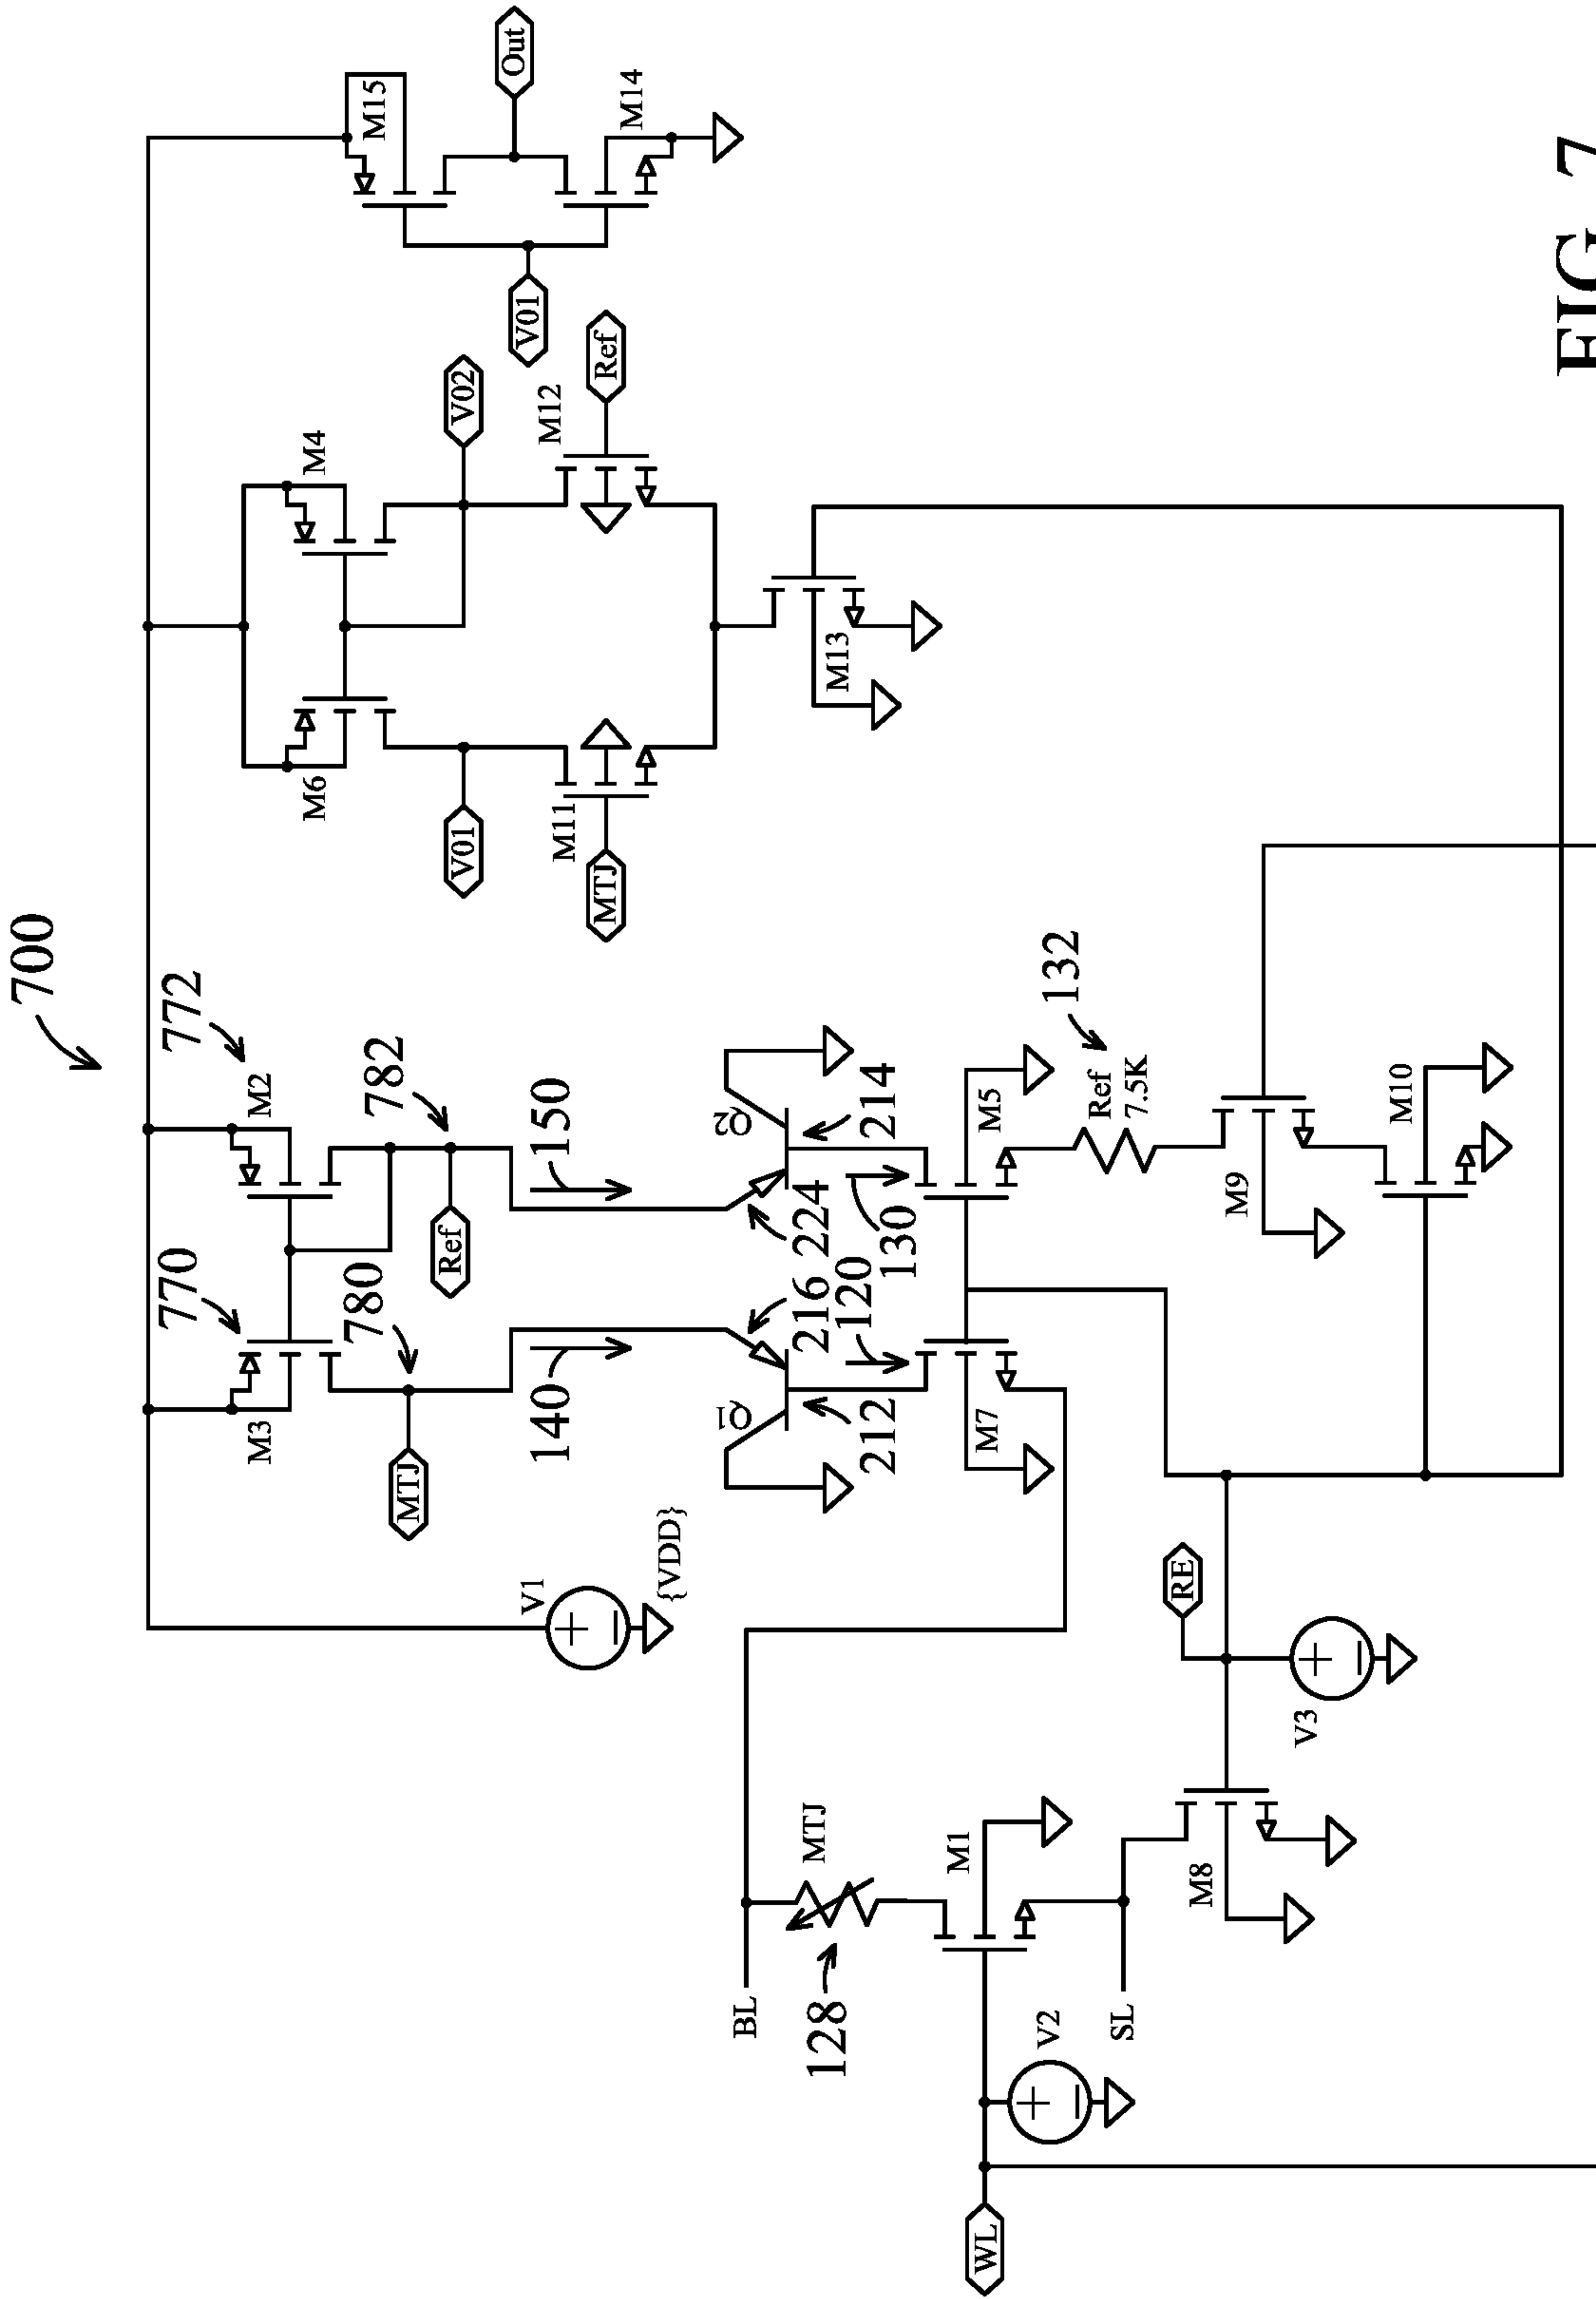 700
770
772
M3
M2
780
782
MTJ
Ref
140
150
Q1
Q2
216
224
212
214
120
130
M7
M5
Ref
7.5K
132
M9
M10
V1
{VDD}
BL
128
MTJ
M1
WL
V2
SL
M8
RE
V3
M6
M4
V01
V02
M11
M12
MTJ
Ref
M13
M15
M14
V01
Out
FIG. 7